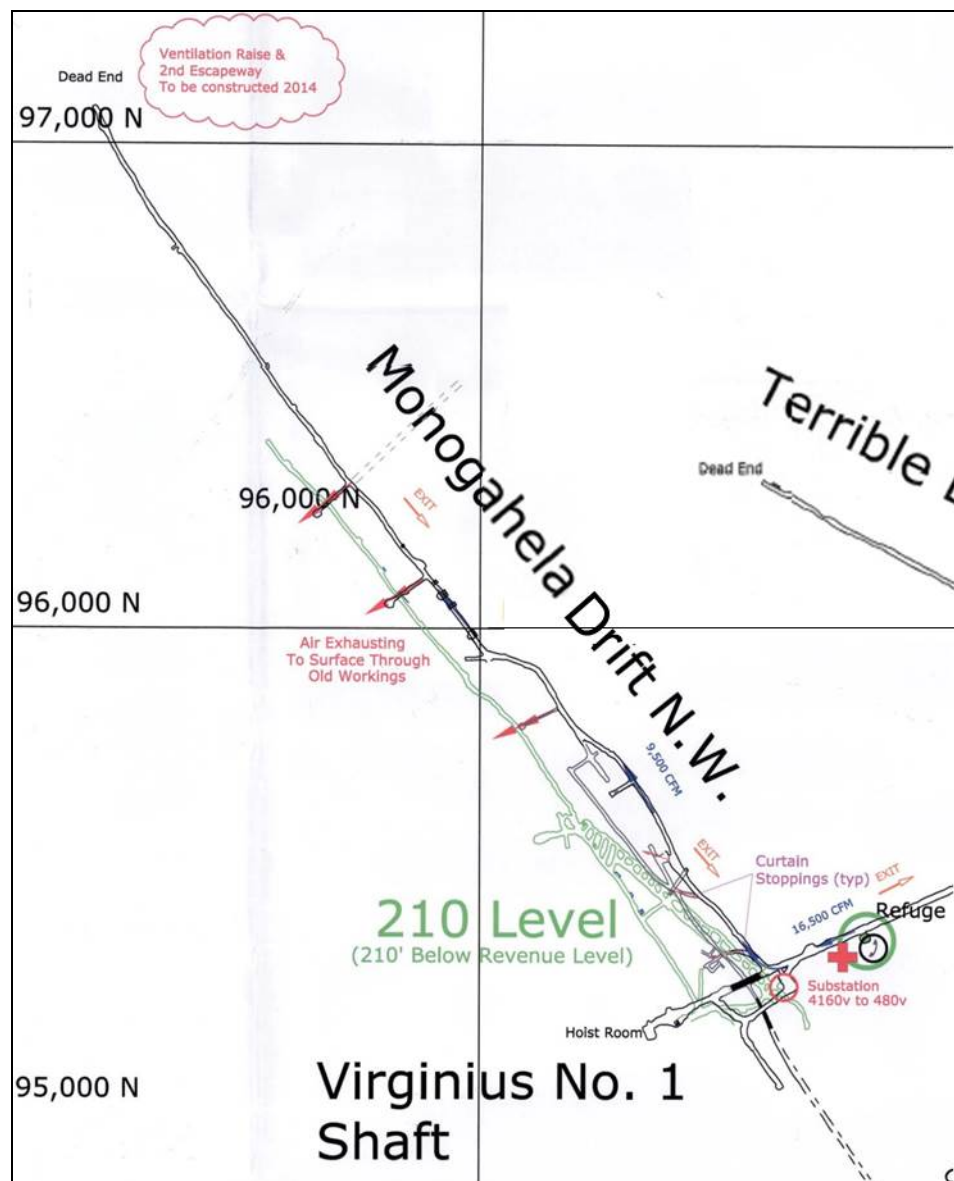 Ventilation Raise &
2nd Escapeway
To be constructed 2014
Dead End
97,000 N
Monogahela Drift N.W.
Terrible
Dead End
96,000 N
EXIT
96,000 N
Air Exhausting
To Surface Through
Old Workings
9,500 CFM
EXIT
Curtain
Stoppings (typ)
EXIT
16,500 CFM
Refuge
210 Level
(210' Below Revenue Level)
Substation
4160v to 480v
Hoist Room
95,000 N
Virginius No. 1
Shaft